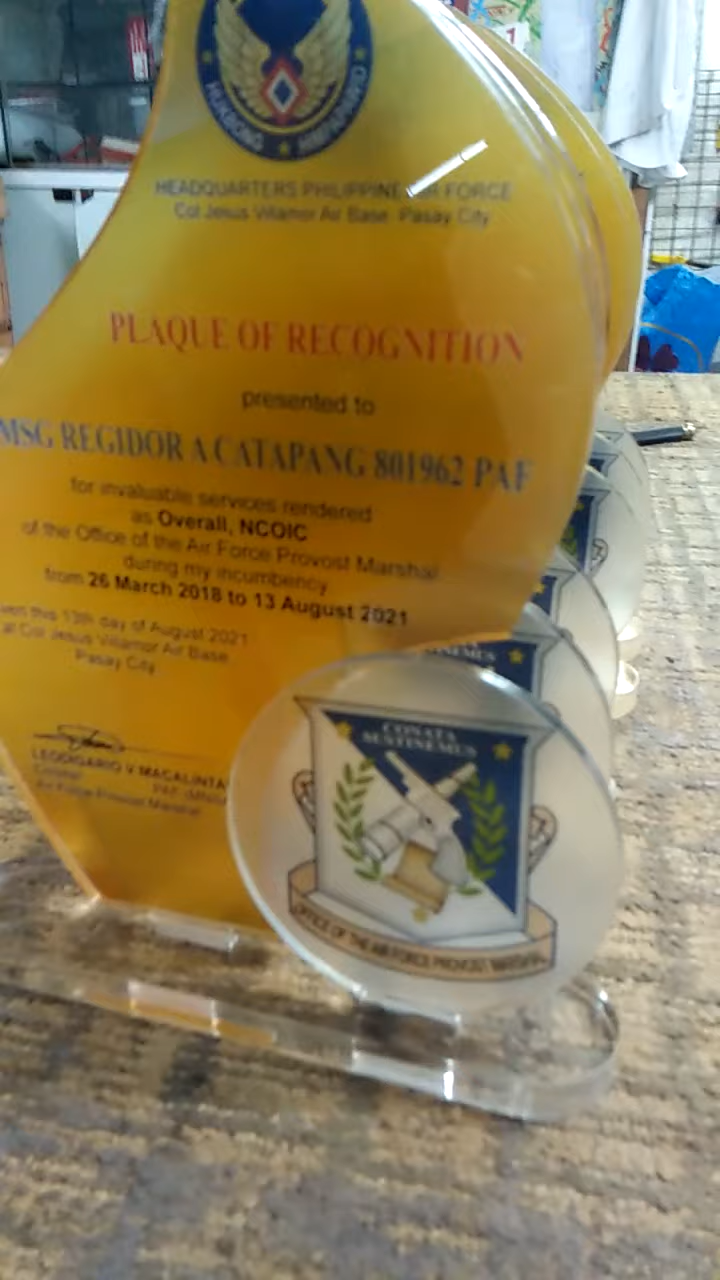 HUKBONG HIMPAPAWID
HEADQUARTERS PHILIPPINE AIR FORCE
Col Jesus Villamor Air Base, Pasay City
PLAQUE OF RECOGNITION
presented to
MSG REGIDOR A CATAPANG 801962 PAF
for invaluable services rendered
as Overall, NCOIC
of the Office of the Air Force Provost Marshal
during my incumbency
from 26 March 2018 to 13 August 2021
this 13th day of August 2021
at Col Jesus Villamor Air Base
Pasay City
LEODIGARIO V MACALINTA
Colonel PAF
Air Force Provost Marshal
CONATA
SUSTINEMUS
OFFICE OF THE AIR FORCE PROVOST MARSHAL